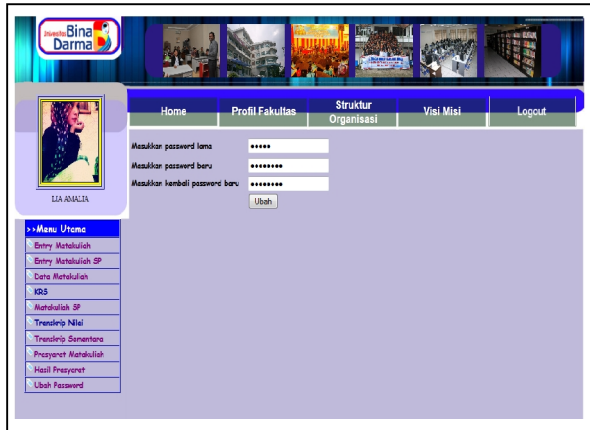 Universitas Bina
Darma
Home
Profil Fakultas
Struktur
Organisasi
Visi Misi
Logout
LIA AMALIA
Masukkan password lama
•••••
Masukkan password baru
••••••••
Masukkan kembali password baru
••••••••
Ubah
>>Menu Utama
Entry Matakuliah
Entry Matakuliah SP
Data Matakuliah
KRS
Matakuliah SP
Transkrip Nilai
Transkrip Sementara
Prasyarat Matakuliah
Hasil Prasyarat
Ubah Password